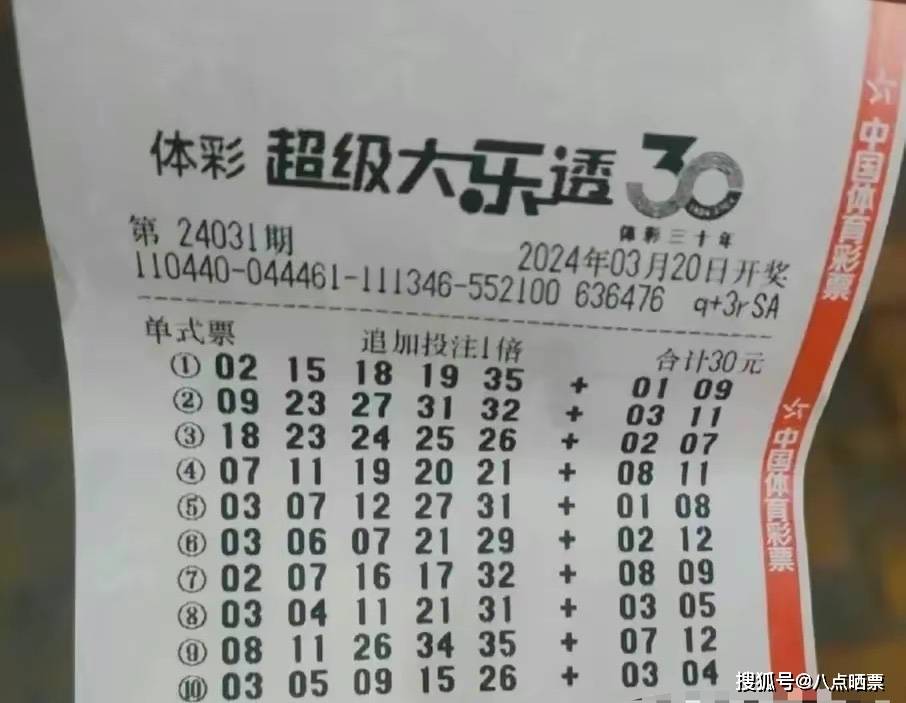 体彩 超级大乐透 30
体彩三十年
第 24031期 2024年03月20日开奖
110440-044461-111346-552100 636476 q+3rSA
单式票 追加投注1倍 合计30元
① 02 15 18 19 35 + 01 09
② 09 23 27 31 32 + 03 11
③ 18 23 24 25 26 + 02 07
④ 07 11 19 20 21 + 08 11
⑤ 03 07 12 27 31 + 01 08
⑥ 03 06 07 21 29 + 02 12
⑦ 02 07 16 17 32 + 08 09
⑧ 03 04 11 21 31 + 03 05
⑨ 08 11 26 34 35 + 07 12
⑩ 03 05 09 15 26 + 03 04
中国体育彩票
中国体育彩票
搜狐号@八点晒票